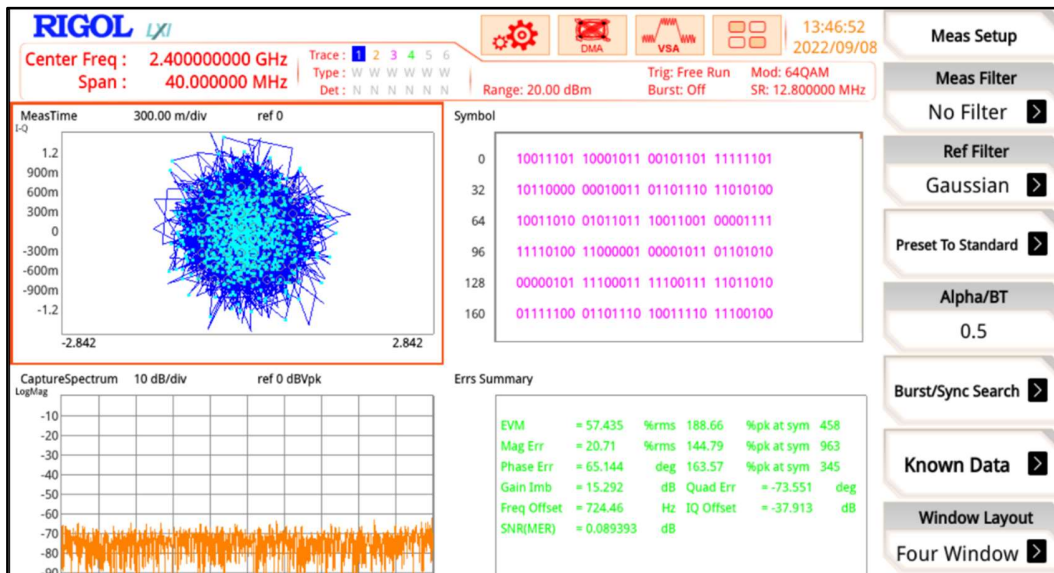 RIGOL LXI
Center Freq : 2.400000000 GHz
Span : 40.000000 MHz
Trace : 1 2 3 4 5 6
Type : W W W W W W
Det : N N N N N N
DMA
VSA
13:46:52
2022/09/08
Range: 20.00 dBm
Trig: Free Run Mod: 64QAM
Burst: Off SR: 12.800000 MHz
MeasTime 300.00 m/div ref 0
I-Q
1.2
900m
600m
300m
0
-300m
-600m
-900m
-1.2
-2.842 2.842
Symbol
0 10011101 10001011 00101101 11111101
32 10110000 00010011 01101110 11010100
64 10011010 01011011 10011001 00001111
96 11110100 11000001 00001011 01101010
128 00000101 11100011 11100111 11011010
160 01111100 01101110 10011110 11100100
CaptureSpectrum 10 dB/div ref 0 dBVpk
LogMag
-10
-20
-30
-40
-50
-60
-70
-80
-90
Errs Summary
EVM = 57.435 %rms 188.66 %pk at sym 458
Mag Err = 20.71 %rms 144.79 %pk at sym 963
Phase Err = 65.144 deg 163.57 %pk at sym 345
Gain Imb = 15.292 dB Quad Err = -73.551 deg
Freq Offset = 724.46 Hz IQ Offset = -37.913 dB
SNR(MER) = 0.089393 dB
Meas Setup
Meas Filter
No Filter
Ref Filter
Gaussian
Preset To Standard
Alpha/BT
0.5
Burst/Sync Search
Known Data
Window Layout
Four Window